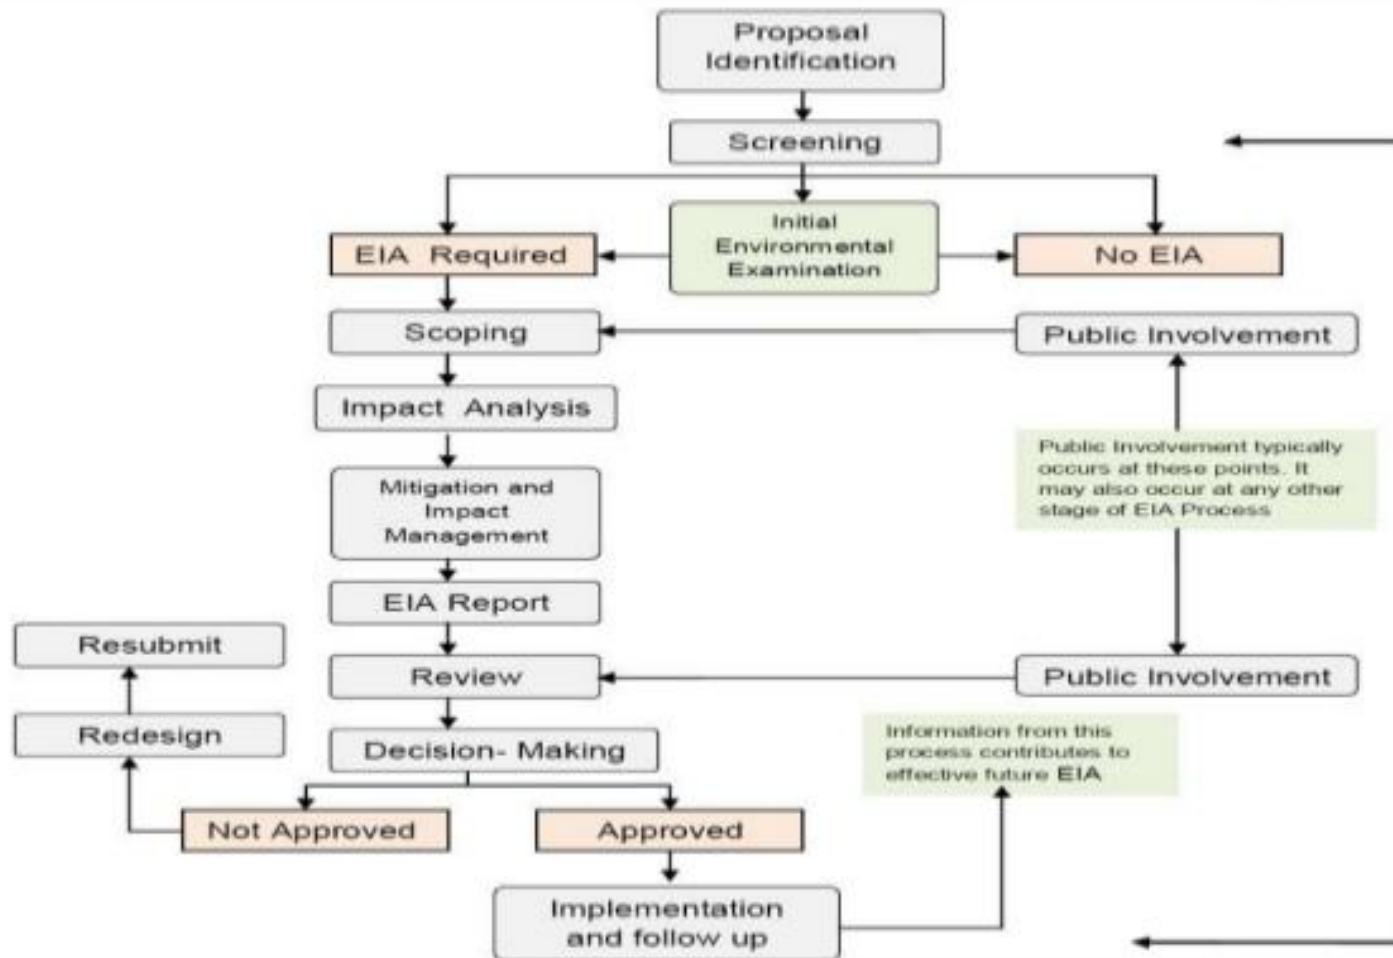 Proposal
Identification
Screening
EIA Required
Initial
Environmental
Examination
No EIA
Scoping
Public Involvement
Impact Analysis
Public Involvement typically
occurs at these points. It
may also occur at any other
stage of EIA Process
Mitigation and
Impact
Management
EIA Report
Resubmit
Review
Public Involvement
Redesign
Decision- Making
Information from this
process contributes to
effective future EIA
Not Approved
Approved
Implementation
and follow up